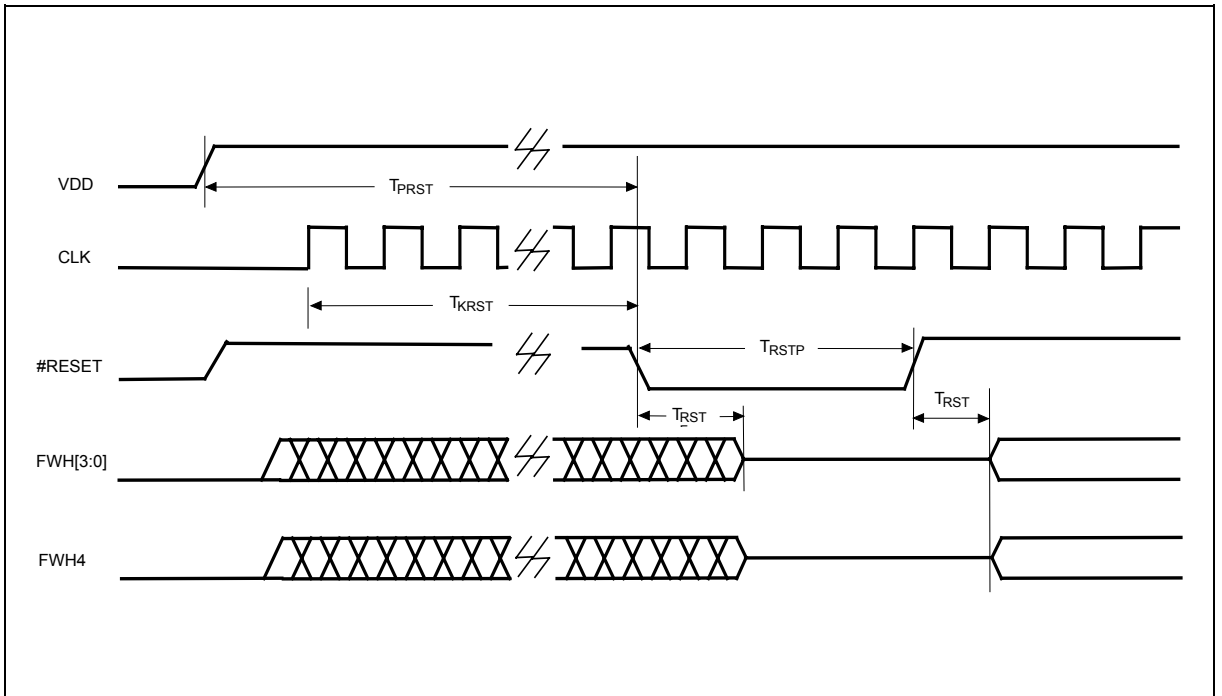 VDD
TPRST
CLK
TKRST
#RESET
TRSTP
TRST
TRST
FWH[3:0]
FWH4